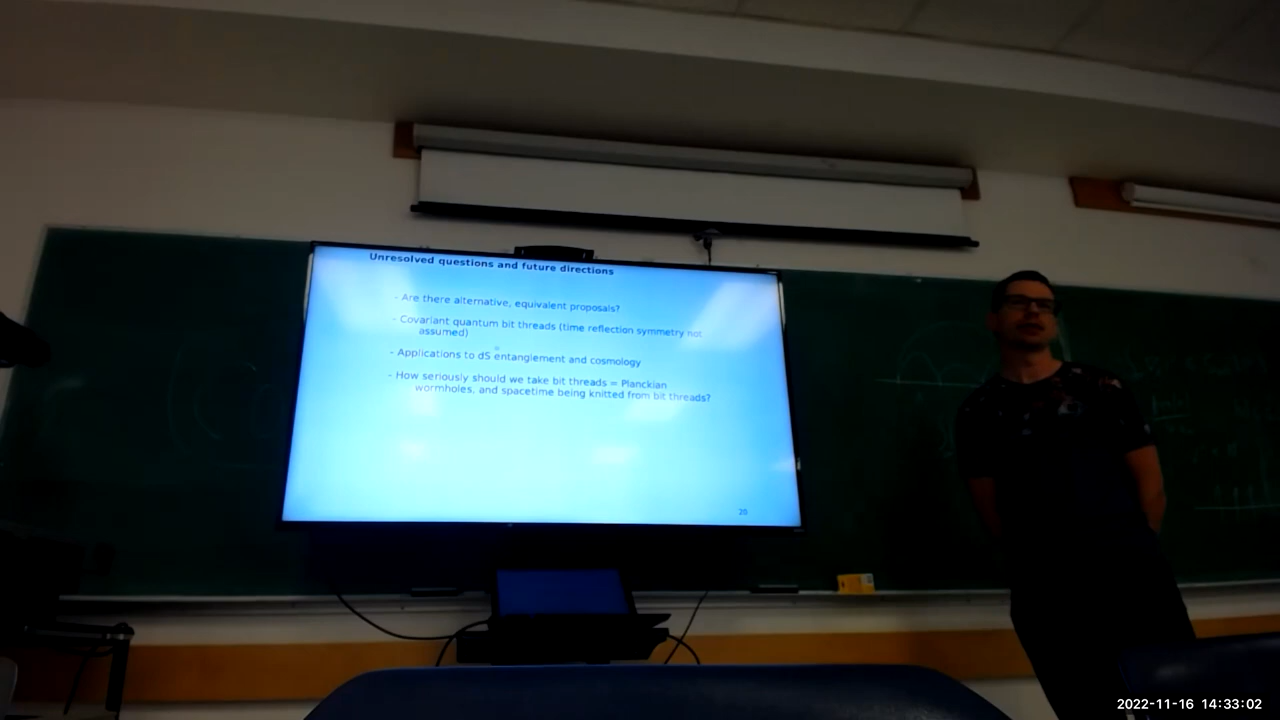 Unresolved questions and future directions
- Are there alternative, equivalent proposals?
- Covariant quantum bit threads (time reflection symmetry not
assumed)
- Applications to dS entanglement and cosmology
- How seriously should we take bit threads = Planckian
wormholes, and spacetime being knitted from bit threads?
20
2022-11-16 14:33:02